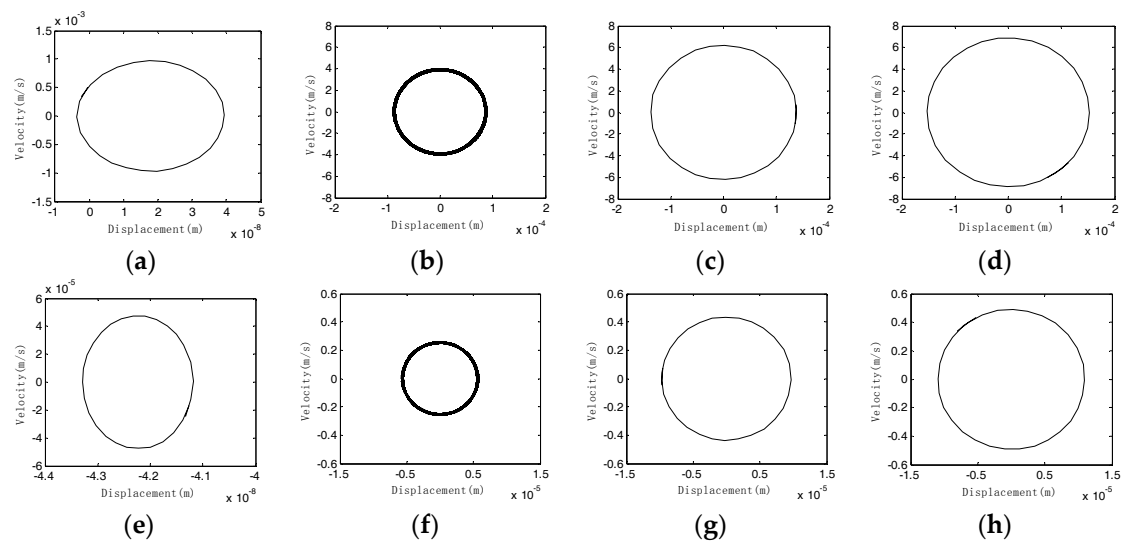 x 10⁻³
1.5
1
0.5
0
-0.5
-1
-1.5
Velocity(m/s)
-1 0 1 2 3 4 5
Displacement(m)
x 10⁻⁸
(a)
8
6
4
2
0
-2
-4
-6
-8
Velocity(m/s)
-2 -1 0 1 2
Displacement(m)
x 10⁻⁴
(b)
8
6
4
2
0
-2
-4
-6
-8
Velocity(m/s)
-2 -1 0 1 2
Displacement(m)
x 10⁻⁴
(c)
8
6
4
2
0
-2
-4
-6
-8
Velocity(m/s)
-2 -1 0 1 2
Displacement(m)
x 10⁻⁴
(d)
x 10⁻⁵
6
4
2
0
-2
-4
-6
Velocity(m/s)
-4.4 -4.3 -4.2 -4.1 -4
Displacement(m)
x 10⁻⁸
(e)
0.6
0.4
0.2
0
-0.2
-0.4
-0.6
Velocity(m/s)
-1.5 -0.5 0.5 1.5
Displacement(m)
x 10⁻⁵
(f)
0.6
0.4
0.2
0
-0.2
-0.4
-0.6
Velocity(m/s)
-1.5 -0.5 0.5 1.5
Displacement(m)
x 10⁻⁵
(g)
0.6
0.4
0.2
0
-0.2
-0.4
-0.6
Velocity(m/s)
-1.5 -0.5 0.5 1.5
Displacement(m)
x 10⁻⁵
(h)